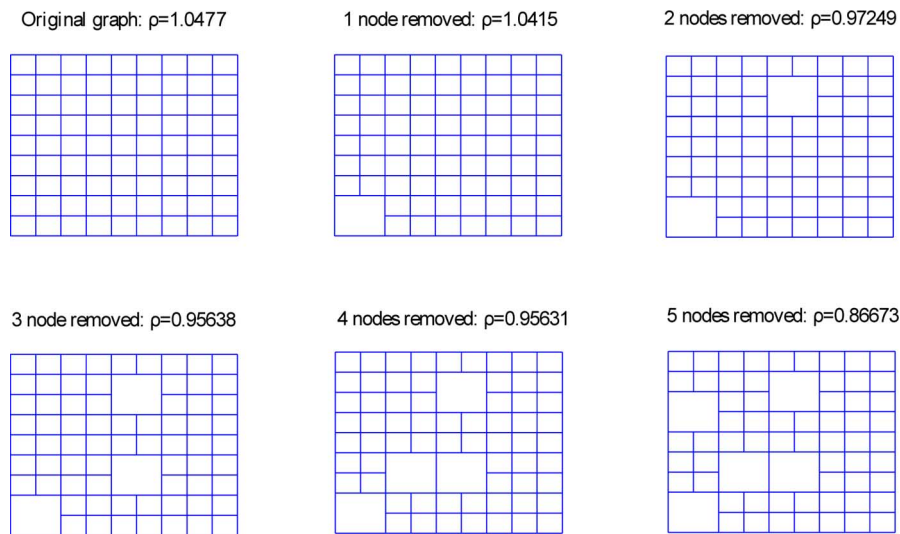 Original graph: ρ=1.0477
1 node removed: ρ=1.0415
2 nodes removed: ρ=0.97249
3 node removed: ρ=0.95638
4 nodes removed: ρ=0.95631
5 nodes removed: ρ=0.86673